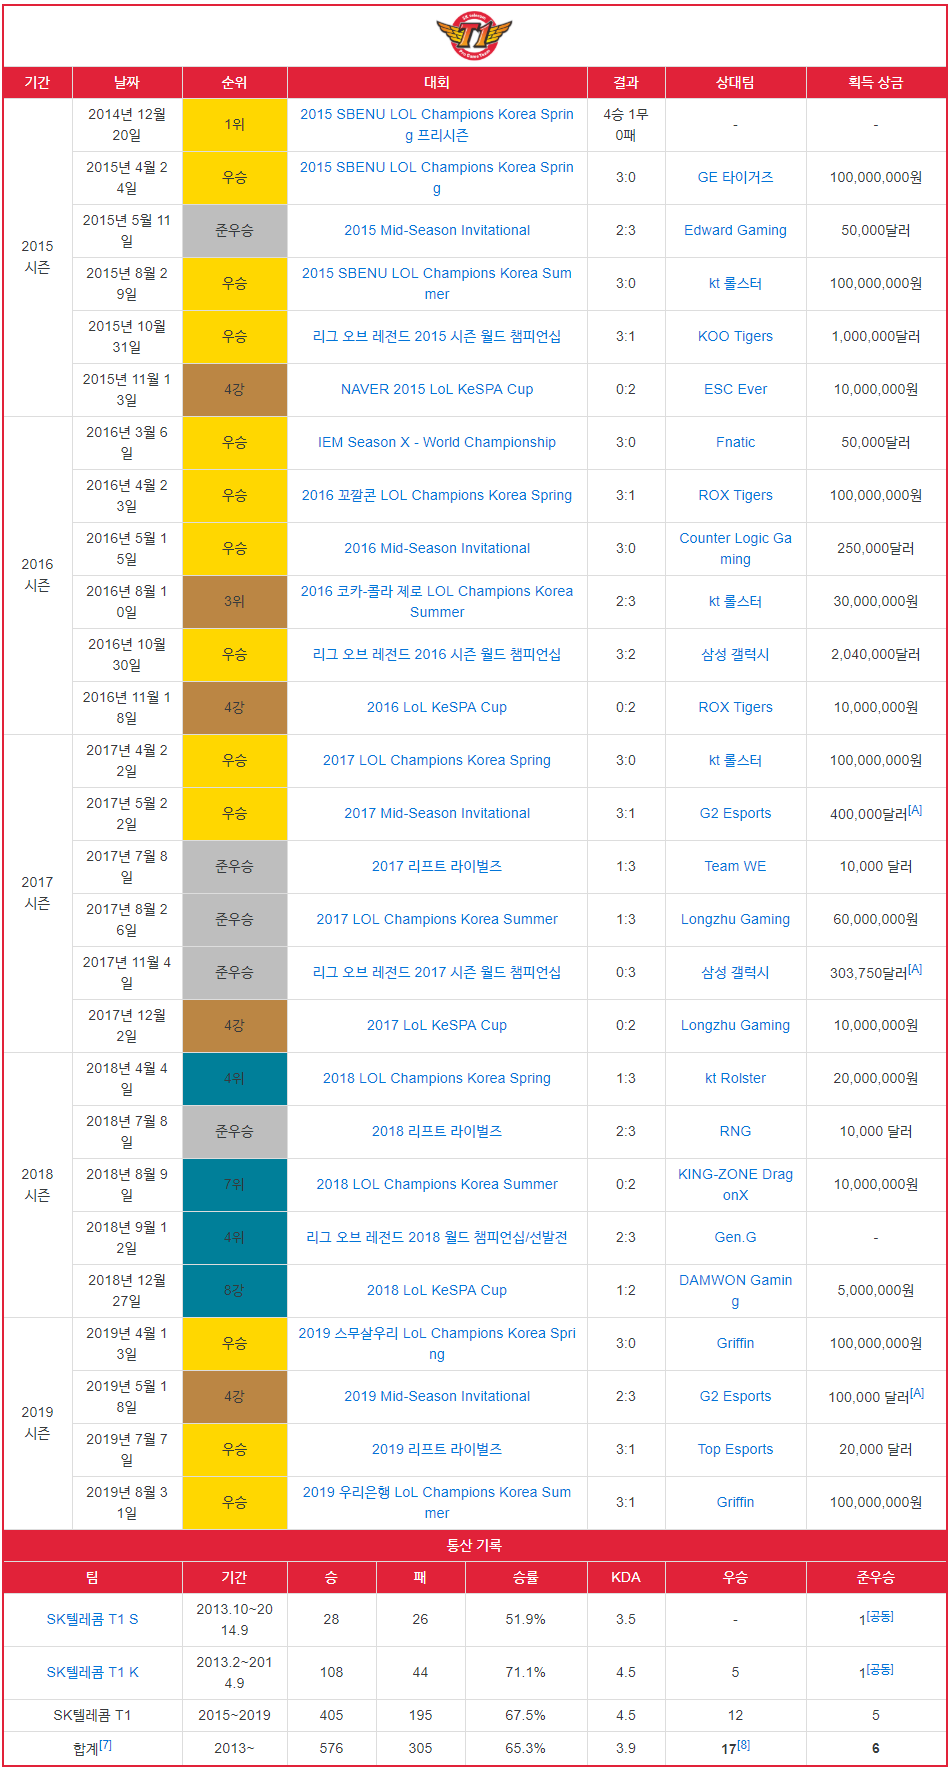 SK telecom
T1
기간 날짜 순위 대회 결과 상대팀 획득 상금
2015
시즌
2014년 12월
20일
1위
2015 SBENU LOL Champions Korea Sprin
g 프리시즌
4승 1무
0패
-
-
2015년 4월 2
4일
우승
2015 SBENU LOL Champions Korea Sprin
g
3:0
GE 타이거즈
100,000,000원
2015년 5월 11
일
준우승
2015 Mid-Season Invitational
2:3
Edward Gaming
50,000달러
2015년 8월 2
9일
우승
2015 SBENU LOL Champions Korea Sum
mer
3:0
kt 롤스터
100,000,000원
2015년 10월
31일
우승
리그 오브 레전드 2015 시즌 월드 챔피언십
3:1
KOO Tigers
1,000,000달러
2015년 11월 1
3일
4강
NAVER 2015 LoL KeSPA Cup
0:2
ESC Ever
10,000,000원
2016
시즌
2016년 3월 6
일
우승
IEM Season X - World Championship
3:0
Fnatic
50,000달러
2016년 4월 2
3일
우승
2016 꼬깔콘 LOL Champions Korea Spring
3:1
ROX Tigers
100,000,000원
2016년 5월 1
5일
우승
2016 Mid-Season Invitational
3:0
Counter Logic Ga
ming
250,000달러
2016년 8월 1
0일
3위
2016 코카-콜라 제로 LOL Champions Korea
Summer
2:3
kt 롤스터
30,000,000원
2016년 10월
30일
우승
리그 오브 레전드 2016 시즌 월드 챔피언십
3:2
삼성 갤럭시
2,040,000달러
2016년 11월 1
8일
4강
2016 LoL KeSPA Cup
0:2
ROX Tigers
10,000,000원
2017
시즌
2017년 4월 2
2일
우승
2017 LOL Champions Korea Spring
3:0
kt 롤스터
100,000,000원
2017년 5월 2
2일
우승
2017 Mid-Season Invitational
3:1
G2 Esports
400,000달러[A]
2017년 7월 8
일
준우승
2017 리프트 라이벌즈
1:3
Team WE
10,000 달러
2017년 8월 2
6일
준우승
2017 LOL Champions Korea Summer
1:3
Longzhu Gaming
60,000,000원
2017년 11월 4
일
준우승
리그 오브 레전드 2017 시즌 월드 챔피언십
0:3
삼성 갤럭시
303,750달러[A]
2017년 12월
2일
4강
2017 LoL KeSPA Cup
0:2
Longzhu Gaming
10,000,000원
2018
시즌
2018년 4월 4
일
4위
2018 LOL Champions Korea Spring
1:3
kt Rolster
20,000,000원
2018년 7월 8
일
준우승
2018 리프트 라이벌즈
2:3
RNG
10,000 달러
2018년 8월 9
일
7위
2018 LOL Champions Korea Summer
0:2
KING-ZONE Drag
onX
10,000,000원
2018년 9월 1
2일
4위
리그 오브 레전드 2018 월드 챔피언십/선발전
2:3
Gen.G
-
2018년 12월
27일
8강
2018 LoL KeSPA Cup
1:2
DAMWON Gamin
g
5,000,000원
2019
시즌
2019년 4월 1
3일
우승
2019 스무살우리 LoL Champions Korea Spri
ng
3:0
Griffin
100,000,000원
2019년 5월 1
8일
4강
2019 Mid-Season Invitational
2:3
G2 Esports
100,000 달러[A]
2019년 7월 7
일
우승
2019 리프트 라이벌즈
3:1
Top Esports
20,000 달러
2019년 8월 3
1일
우승
2019 우리은행 LoL Champions Korea Sum
mer
3:1
Griffin
100,000,000원
통산 기록
팀 기간 승 패 승률 KDA 우승 준우승
SK텔레콤 T1 S
2013.10~20
14.9
28 26 51.9% 3.5 - 1[공동]
SK텔레콤 T1 K
2013.2~201
4.9
108 44 71.1% 4.5 5 1[공동]
SK텔레콤 T1 2015~2019 405 195 67.5% 4.5 12 5
합계[7] 2013~ 576 305 65.3% 3.9 17[8] 6